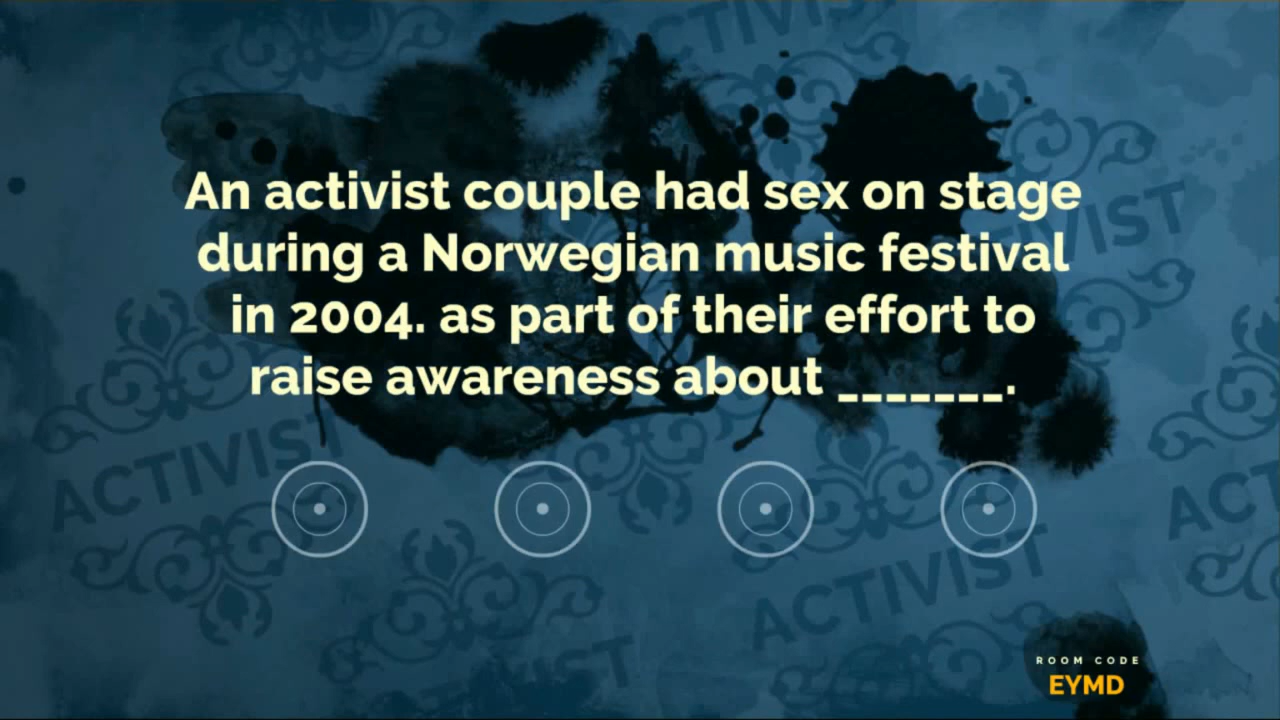 An activist couple had sex on stage
during a Norwegian music festival
in 2004. as part of their effort to
raise awareness about _______.
ACTIVIST
ACTIVIST
ACTIVIST
ACTIVIST
ROOM CODE
EYMD